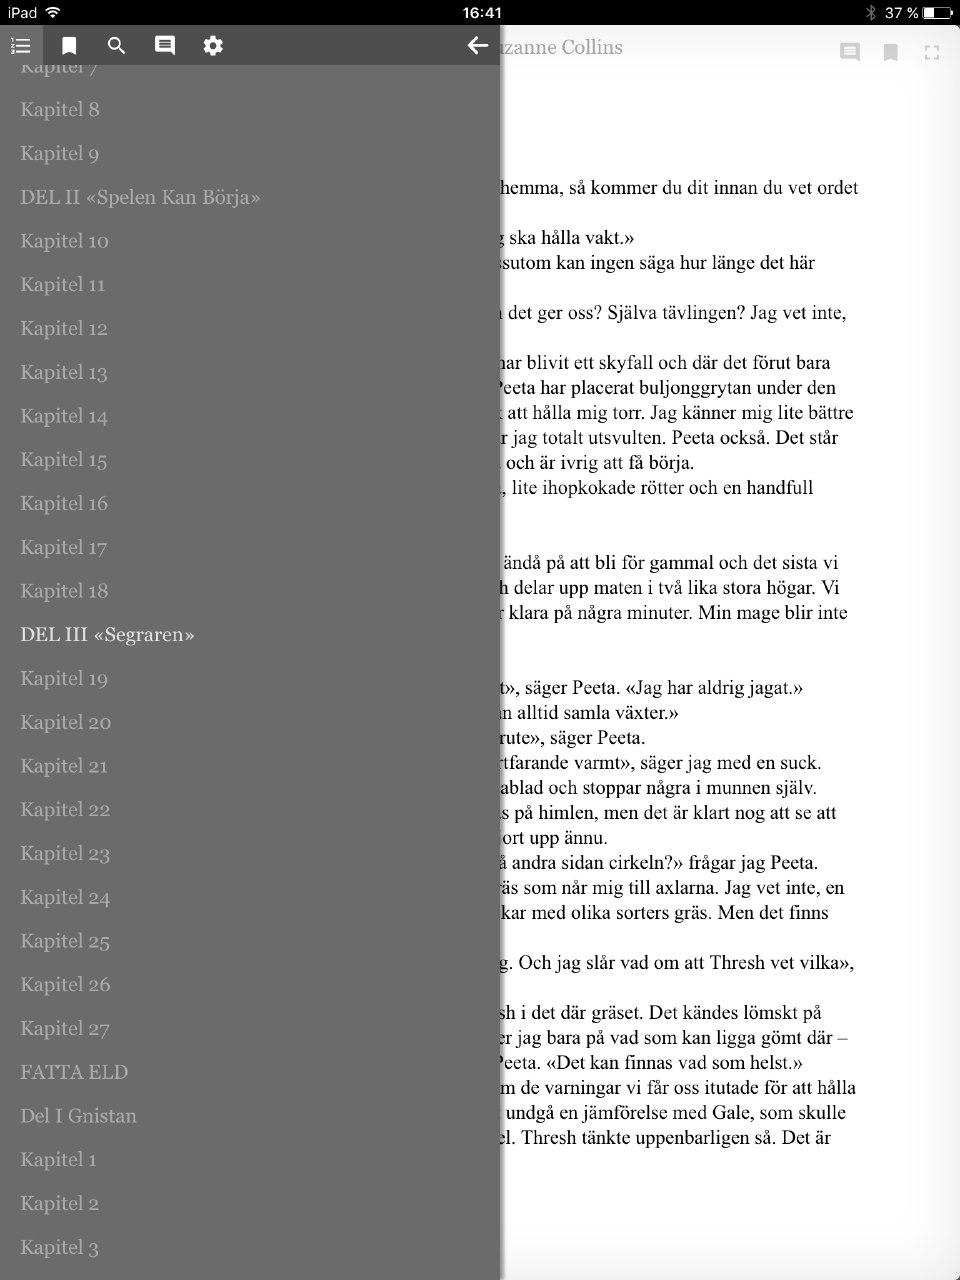 iPad
16:41
37 %
Suzanne Collins
Kapitel 7
Kapitel 8
Kapitel 9
DEL II «Spelen Kan Börja»
Kapitel 10
Kapitel 11
Kapitel 12
Kapitel 13
Kapitel 14
Kapitel 15
Kapitel 16
Kapitel 17
Kapitel 18
DEL III «Segraren»
Kapitel 19
Kapitel 20
Kapitel 21
Kapitel 22
Kapitel 23
Kapitel 24
Kapitel 25
Kapitel 26
Kapitel 27
FATTA ELD
Del I Gnistan
Kapitel 1
Kapitel 2
Kapitel 3
hemma, så kommer du dit innan du vet ordet
ska hålla vakt.»
ssutom kan ingen säga hur länge det här
det ger oss? Själva tävlingen? Jag vet inte,
har blivit ett skyfall och där det förut bara
Peeta har placerat buljonggrytan under den
att hålla mig torr. Jag känner mig lite bättre
r jag totalt utsvulten. Peeta också. Det står
och är ivrig att få börja.
, lite ihopkokade rötter och en handfull
ändå på att bli för gammal och det sista vi
h delar upp maten i två lika stora högar. Vi
r klara på några minuter. Min mage blir inte
t», säger Peeta. «Jag har aldrig jagat.»
an alltid samla växter.»
rute», säger Peeta.
rtfarande varmt», säger jag med en suck.
ablad och stoppar några i munnen själv.
s på himlen, men det är klart nog att se att
jort upp ännu.
å andra sidan cirkeln?» frågar jag Peeta.
räs som når mig till axlarna. Jag vet inte, en
kar med olika sorters gräs. Men det finns
g. Och jag slår vad om att Thresh vet vilka»,
sh i det där gräset. Det kändes lömskt på
er jag bara på vad som kan ligga gömt där –
Peeta. «Det kan finnas vad som helst.»
m de varningar vi får oss itutade för att hålla
undgå en jämförelse med Gale, som skulle
el. Thresh tänkte uppenbarligen så. Det är